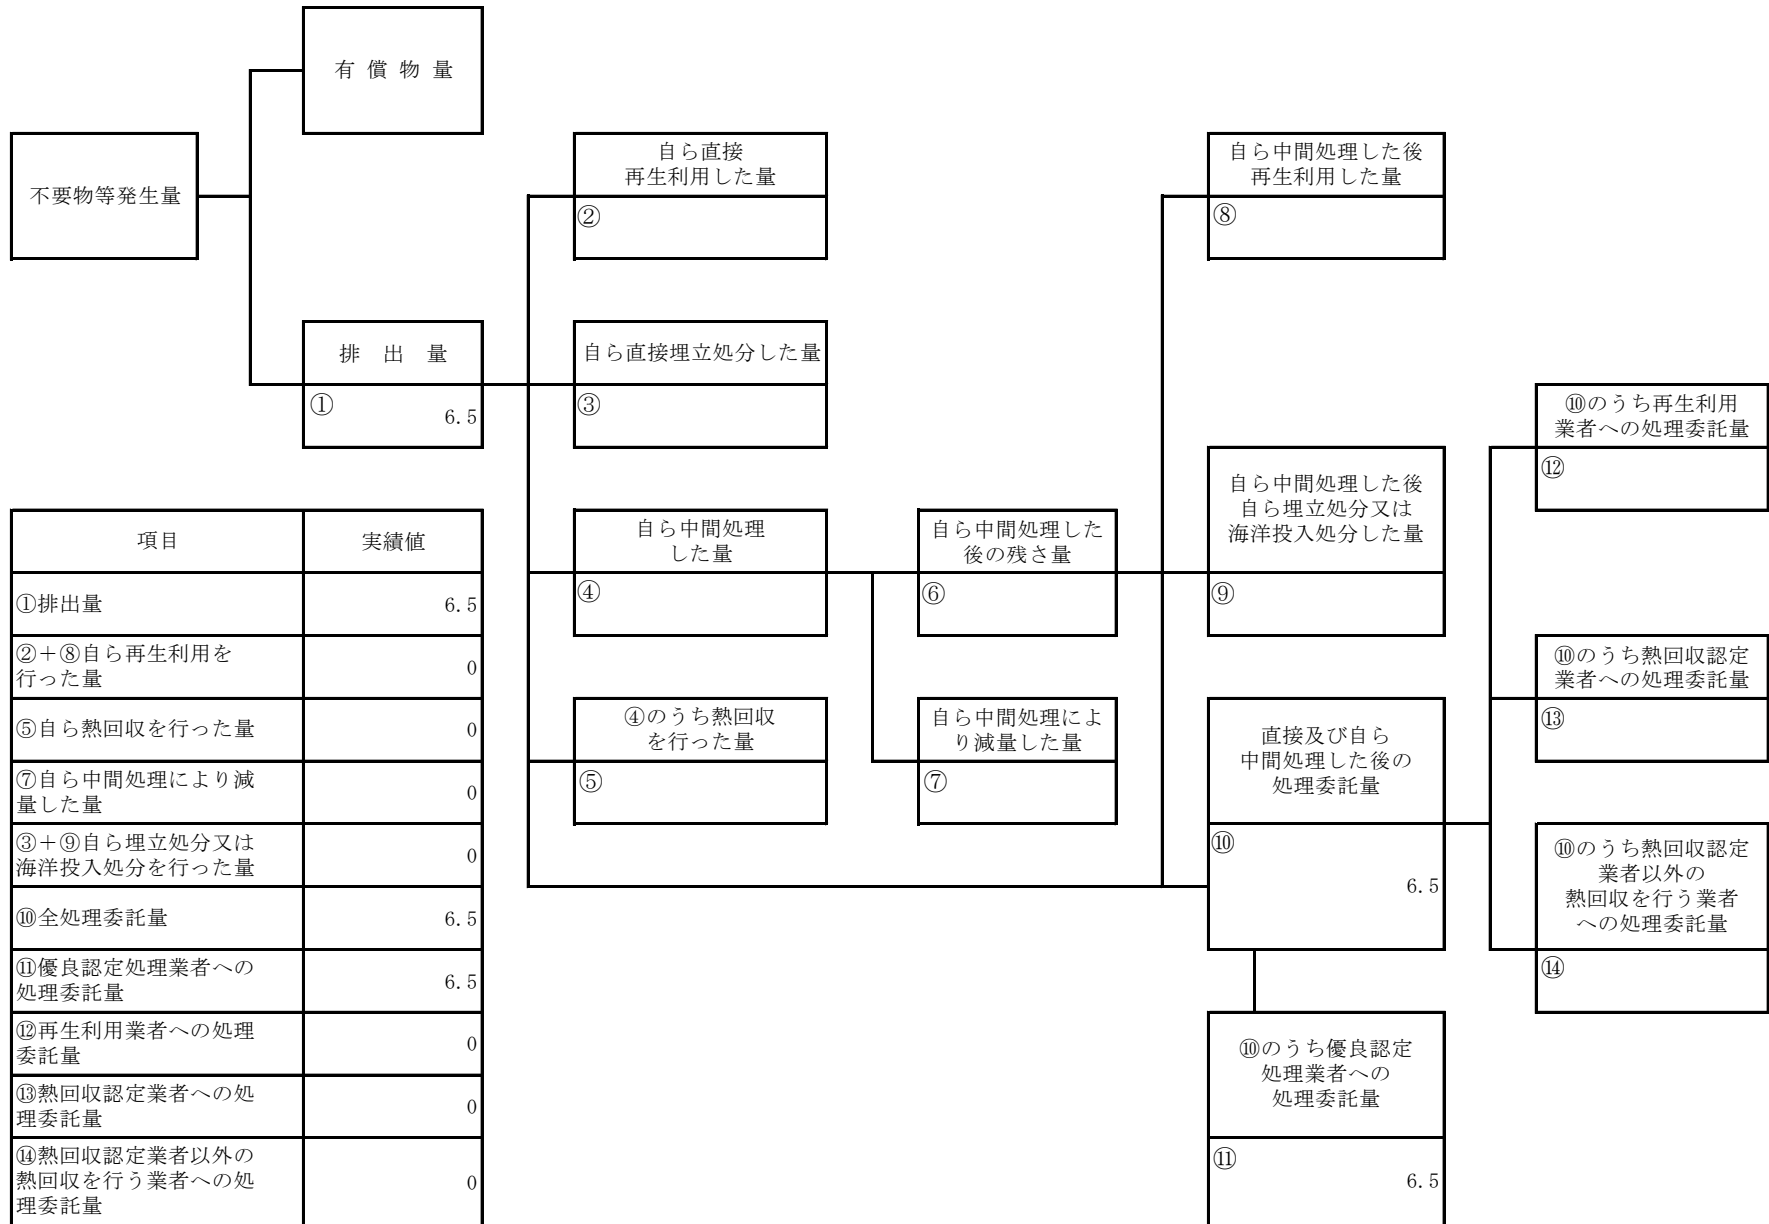 有償物量
不要物等発生量
自ら直接
再生利用した量
②
自ら中間処理した後
再生利用した量
⑧
排出量
①
6.5
自ら直接埋立処分した量
③
⑩のうち再生利用
業者への処理委託量
⑫
自ら中間処理した後
自ら埋立処分又は
海洋投入処分した量
⑨
自ら中間処理
した量
④
自ら中間処理した
後の残さ量
⑥
⑩のうち熱回収認定
業者への処理委託量
⑬
④のうち熱回収
を行った量
⑤
自ら中間処理によ
り減量した量
⑦
直接及び自ら
中間処理した後の
処理委託量
⑩
6.5
⑩のうち熱回収認定
業者以外の
熱回収を行う業者
への処理委託量
⑭
⑩のうち優良認定
処理業者への
処理委託量
⑪
6.5
項目 実績値
①排出量 6.5
②+⑧自ら再生利用を
行った量 0
⑤自ら熱回収を行った量 0
⑦自ら中間処理により減
量した量 0
③+⑨自ら埋立処分又は
海洋投入処分を行った量 0
⑩全処理委託量 6.5
⑪優良認定処理業者への
処理委託量 6.5
⑫再生利用業者への処理
委託量 0
⑬熱回収認定業者への処
理委託量 0
⑭熱回収認定業者以外の
熱回収を行う業者への処
理委託量 0